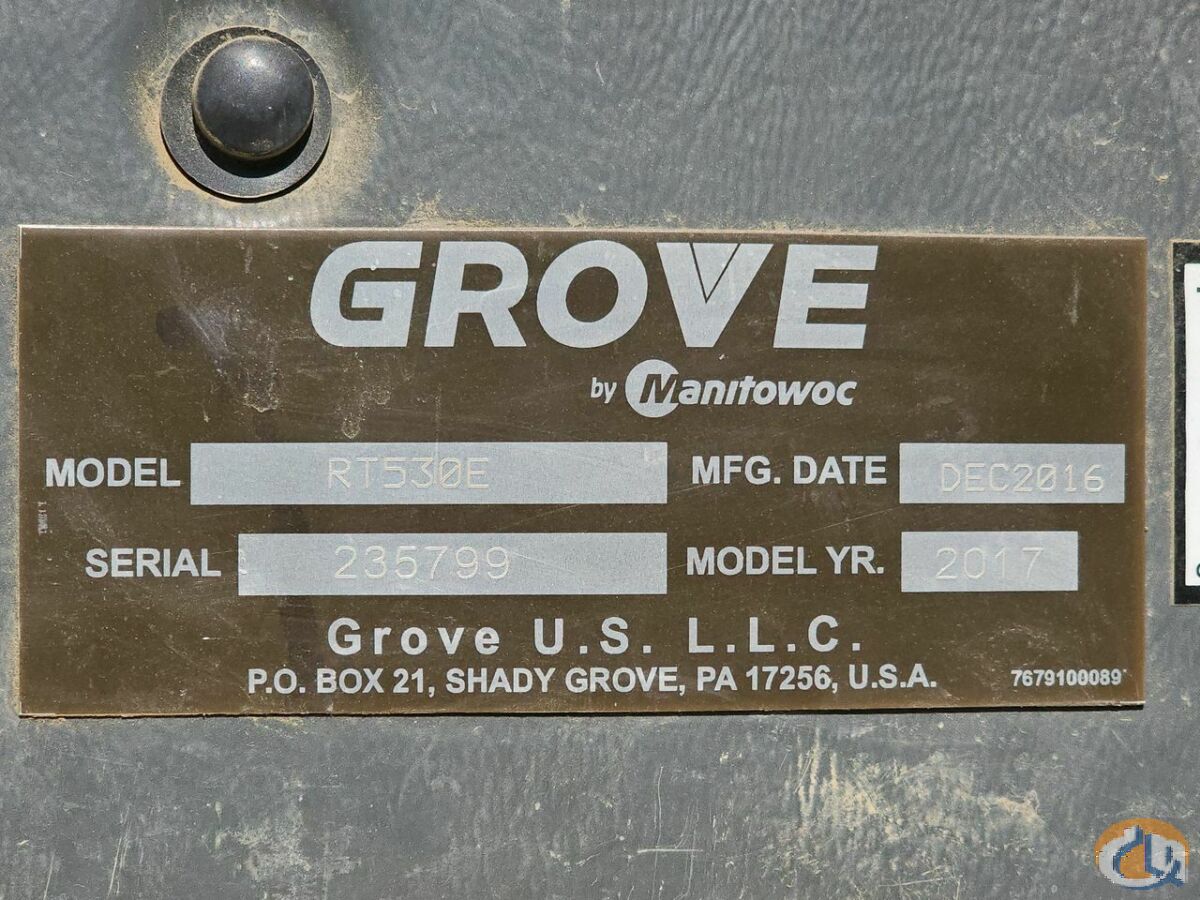 GROVE
by Manitowoc
MODEL RT530E MFG. DATE DEC2016
SERIAL 235799 MODEL YR. 2017
Grove U.S. L.L.C.
P.O. BOX 21, SHADY GROVE, PA 17256, U.S.A. 7679100089